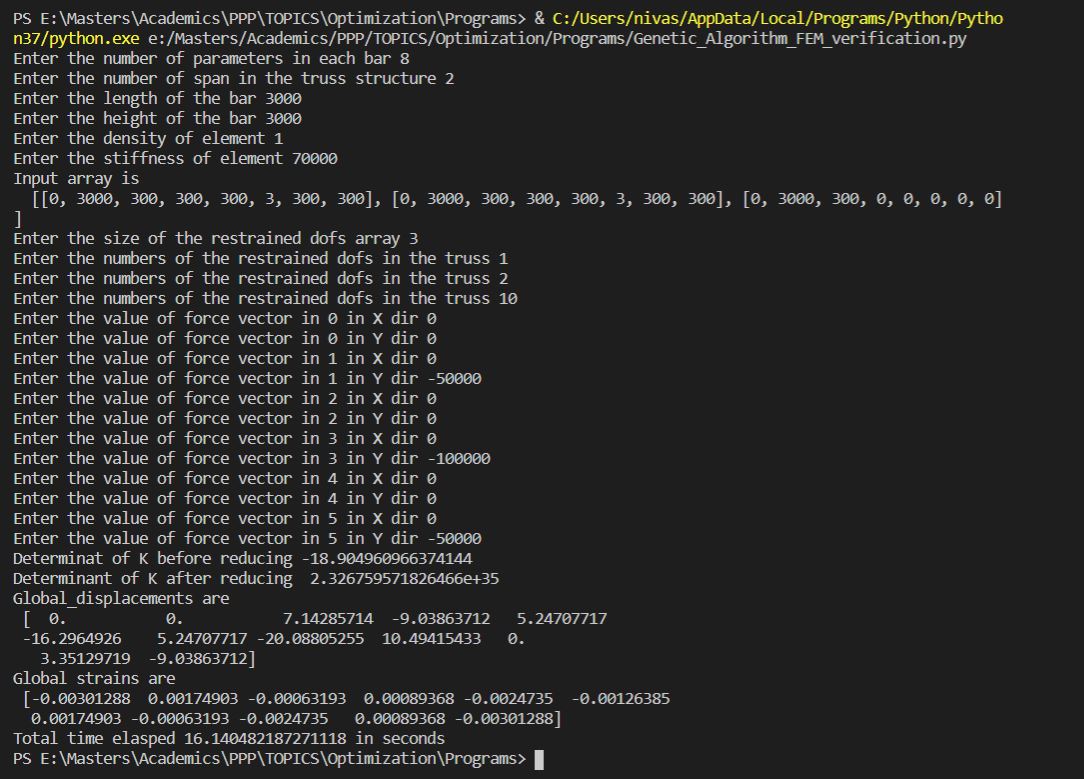 PS E:\Masters\Academics\PPP\TOPICS\Optimization\Programs> & C:/Users/nivas/AppData/Local/Programs/Python/Pytho
n37/python.exe e:/Masters/Academics/PPP/TOPICS/Optimization/Programs/Genetic_Algorithm_FEM_verification.py
Enter the number of parameters in each bar 8
Enter the number of span in the truss structure 2
Enter the length of the bar 3000
Enter the height of the bar 3000
Enter the density of element 1
Enter the stiffness of element 70000
Input array is
[[0, 3000, 300, 300, 300, 3, 300, 300], [0, 3000, 300, 300, 300, 3, 300, 300], [0, 3000, 300, 0, 0, 0, 0, 0]
]
Enter the size of the restrained dofs array 3
Enter the numbers of the restrained dofs in the truss 1
Enter the numbers of the restrained dofs in the truss 2
Enter the numbers of the restrained dofs in the truss 10
Enter the value of force vector in 0 in X dir 0
Enter the value of force vector in 0 in Y dir 0
Enter the value of force vector in 1 in X dir 0
Enter the value of force vector in 1 in Y dir -50000
Enter the value of force vector in 2 in X dir 0
Enter the value of force vector in 2 in Y dir 0
Enter the value of force vector in 3 in X dir 0
Enter the value of force vector in 3 in Y dir -100000
Enter the value of force vector in 4 in X dir 0
Enter the value of force vector in 4 in Y dir 0
Enter the value of force vector in 5 in X dir 0
Enter the value of force vector in 5 in Y dir -50000
Determinat of K before reducing -18.904960966374144
Determinant of K after reducing  2.326759571826466e+35
Global_displacements are
[  0.           0.           7.14285714  -9.03863712   5.24707717
-16.2964926    5.24707717 -20.08805255  10.49415433   0.
3.35129719  -9.03863712]
Global strains are
[-0.00301288  0.00174903 -0.00063193  0.00089368 -0.0024735  -0.00126385
0.00174903 -0.00063193 -0.0024735   0.00089368 -0.00301288]
Total time elasped 16.140482187271118 in seconds
PS E:\Masters\Academics\PPP\TOPICS\Optimization\Programs>